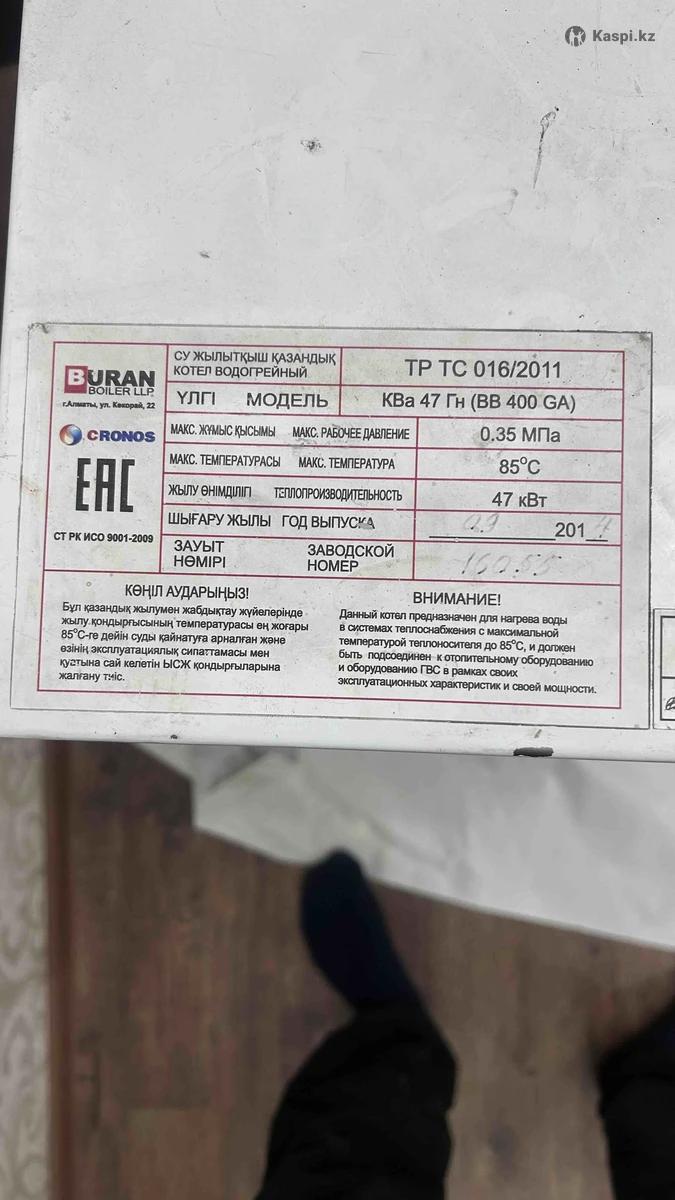 Kaspi.kz
BURAN
BOILER LLP.
г.Алматы, ул. Кекорай, 22
CRONOS
EAC
СТ РК ИСО 9001-2009
СУ ЖЫЛЫТҚЫШ ҚАЗАНДЫҚ
КОТЕЛ ВОДОГРЕЙНЫЙ
ТР ТС 016/2011
ҮЛГІ МОДЕЛЬ
КВа 47 Гн (ВВ 400 GA)
МАКС. ЖҰМЫС ҚЫСЫМЫ МАКС. РАБОЧЕЕ ДАВЛЕНИЕ
0.35 МПа
МАКС. ТЕМПЕРАТУРАСЫ МАКС. ТЕМПЕРАТУРА
85°С
ЖЫЛУ ӨНІМДІЛІГІ ТЕПЛОПРОИЗВОДИТЕЛЬНОСТЬ
47 кВт
ШЫҒАРУ ЖЫЛЫ ГОД ВЫПУСКА
09 2014
ЗАУЫТ ЗАВОДСКОЙ
НӨМІРІ НОМЕР
16055
КӨҢІЛ АУДАРЫҢЫЗ!
Бұл қазандық жылумен жабдықтау жүйелерінде
жылу қондырғысының температурасы ең жоғары
85°С-ге дейін суды қайнатуға арналған және
өзінің эксплуатациялық сипаттамасы мен
қуатына сай келетін ЫСЖ қондырғыларына
жалғану тиіс.
ВНИМАНИЕ!
Данный котел предназначен для нагрева воды
в системах теплоснабжения с максимальной
температурой теплоносителя до 85°С, и должен
быть подсоединен к отопительному оборудованию
и оборудованию ГВС в рамках своих
эксплуатационных характеристик и своей мощности.